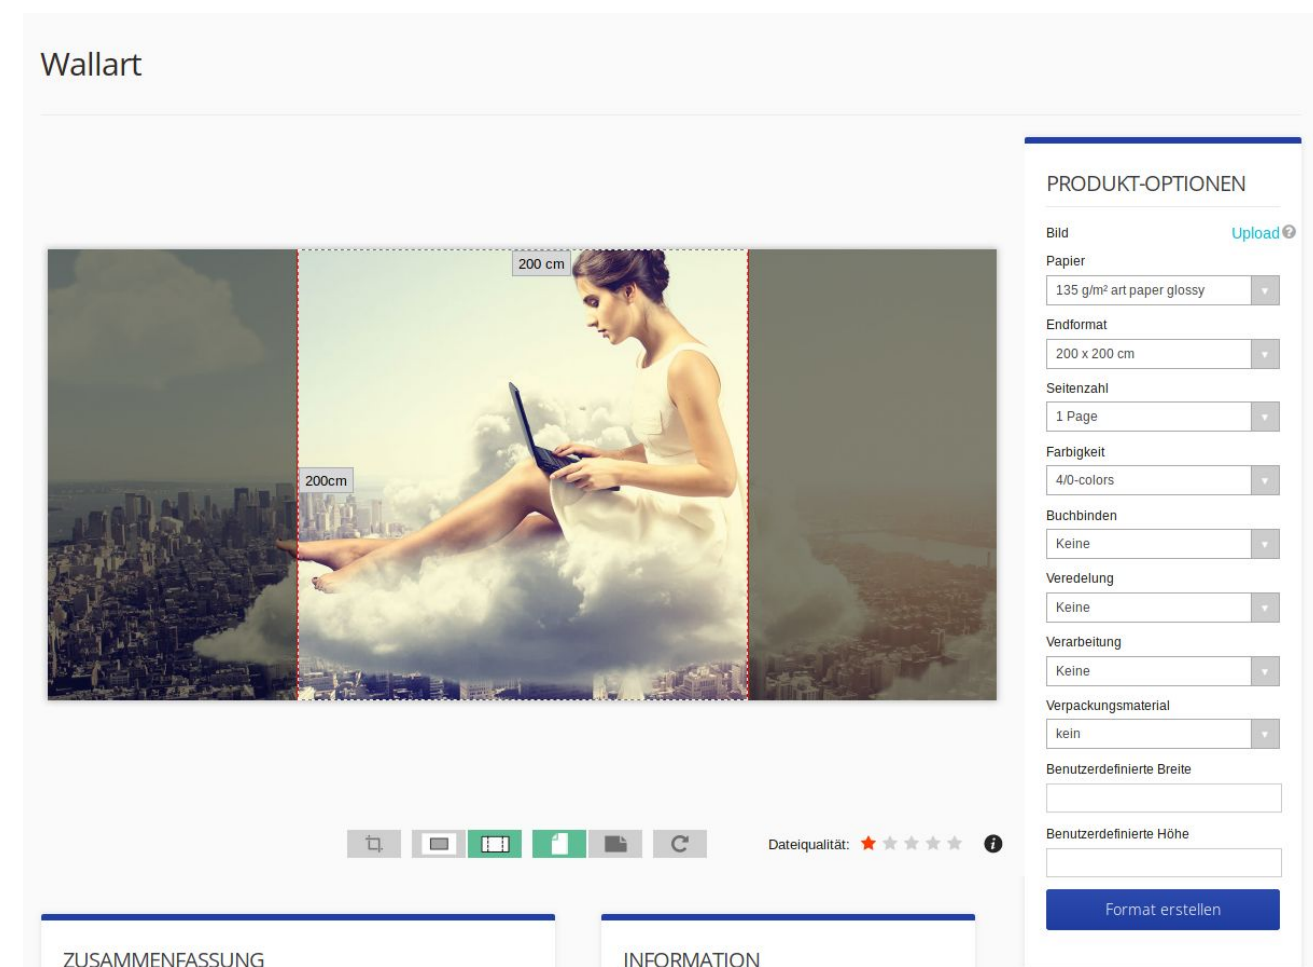 Wallart
PRODUKT-OPTIONEN
Bild
Upload
Papier
135 g/m² art paper glossy
Endformat
200 x 200 cm
Seitenzahl
1 Page
Farbigkeit
4/0-colors
Buchbinden
Keine
Veredelung
Keine
Verarbeitung
Keine
Verpackungsmaterial
kein
Benutzerdefinierte Breite
Benutzerdefinierte Höhe
Format erstellen
200 cm
200cm
Dateiqualität:
ZUSAMMENFASSUNG
INFORMATION